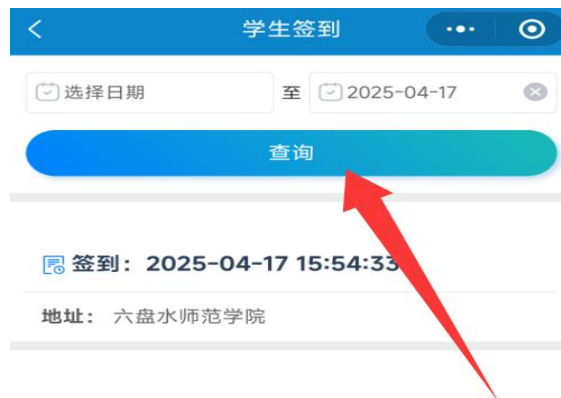 学生签到
选择日期 至 2025-04-17
查询
签到：2025-04-17 15:54:33
地址： 六盘水师范学院